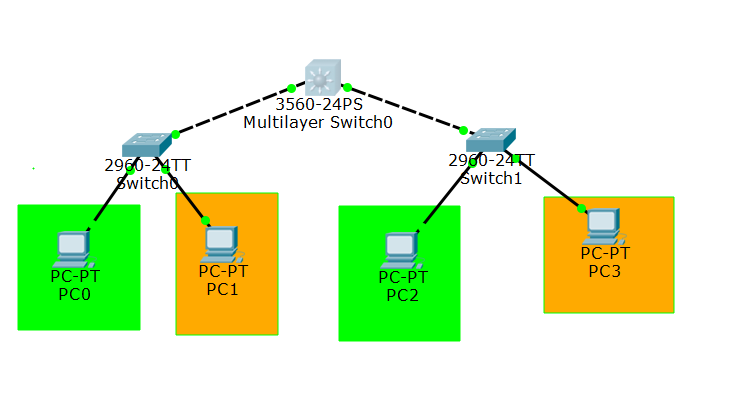 3560-24PS
Multilayer Switch0
2960-24TT
Switch0
2960-24TT
Switch1
PC-PT
PC0
PC-PT
PC1
PC-PT
PC2
PC-PT
PC3